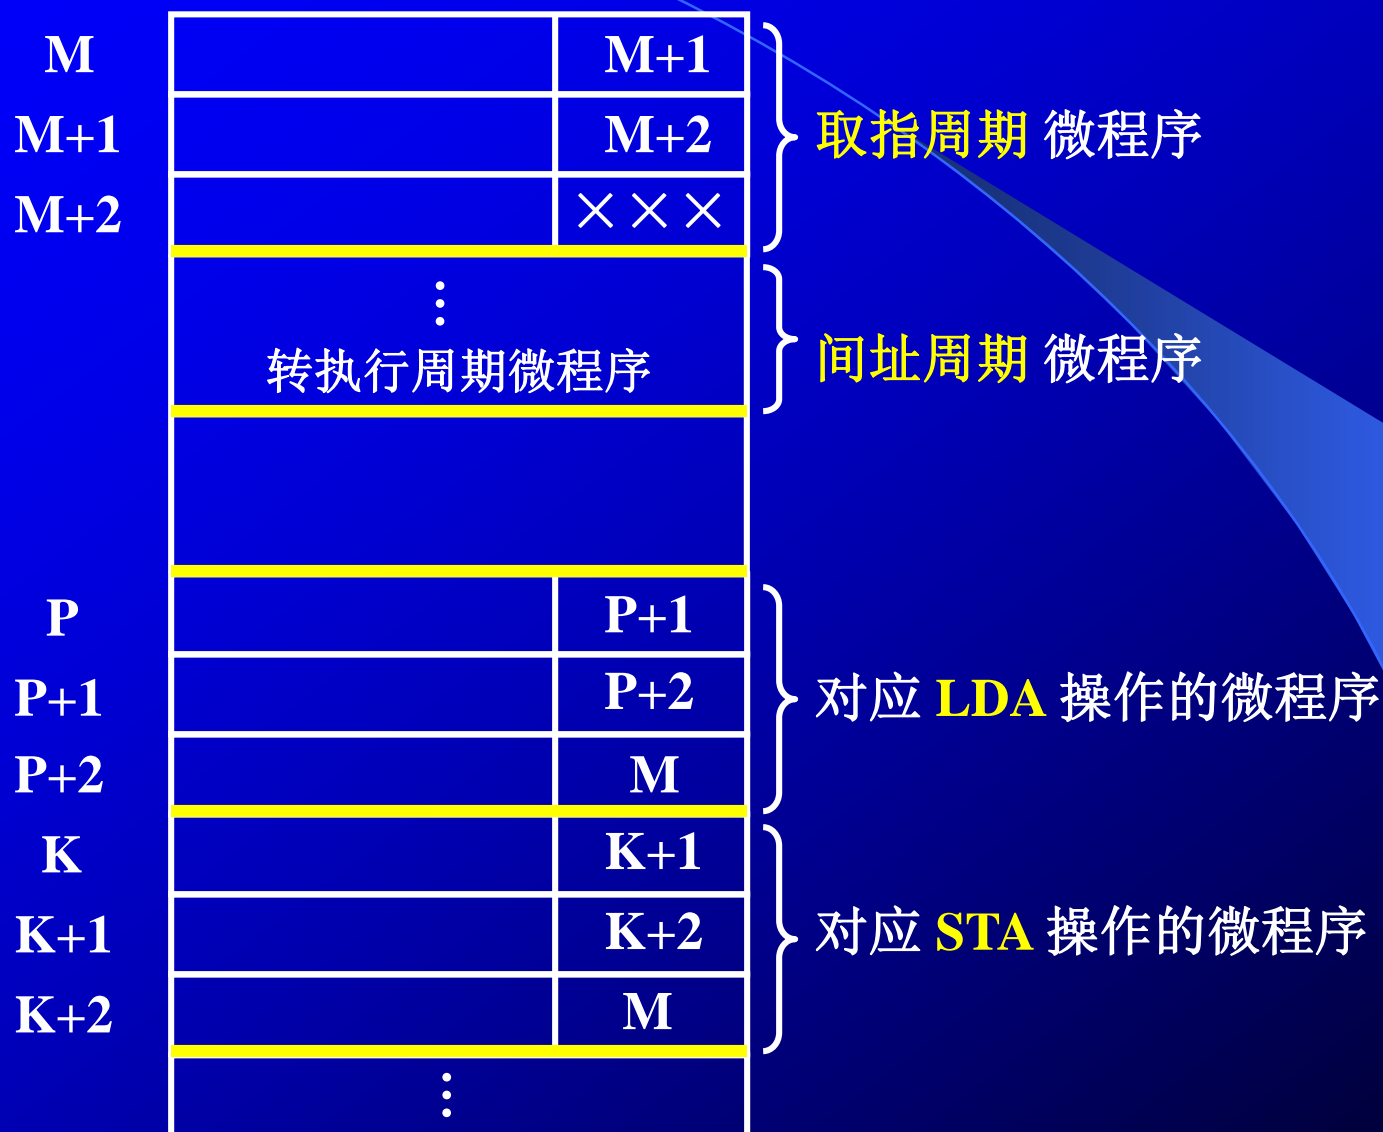 M M+1
M+1 M+2 取指周期 微程序
M+2 ×××
⋮
转执行周期微程序 间址周期 微程序
P P+1
P+1 P+2 对应 LDA 操作的微程序
P+2 M
K K+1
K+1 K+2 对应 STA 操作的微程序
K+2 M
⋮